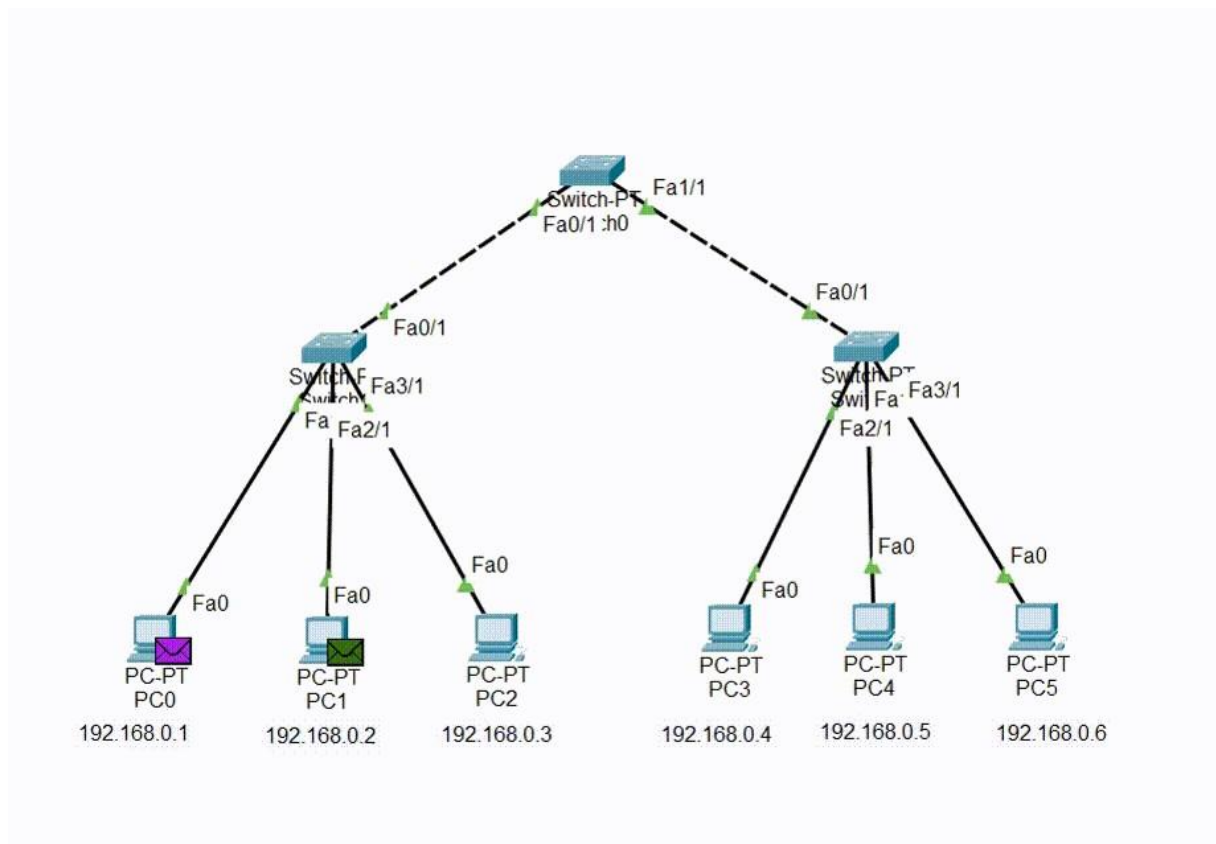 Switch-PT
Fa1/1
Fa0/1
Fa0/1
Fa0/1
Fa3/1
Fa2/1
Fa3/1
Fa2/1
Fa0
Fa0
Fa0
Fa0
Fa0
Fa0
PC-PT
PC0
192.168.0.1
PC-PT
PC1
192.168.0.2
PC-PT
PC2
192.168.0.3
PC-PT
PC3
192.168.0.4
PC-PT
PC4
192.168.0.5
PC-PT
PC5
192.168.0.6